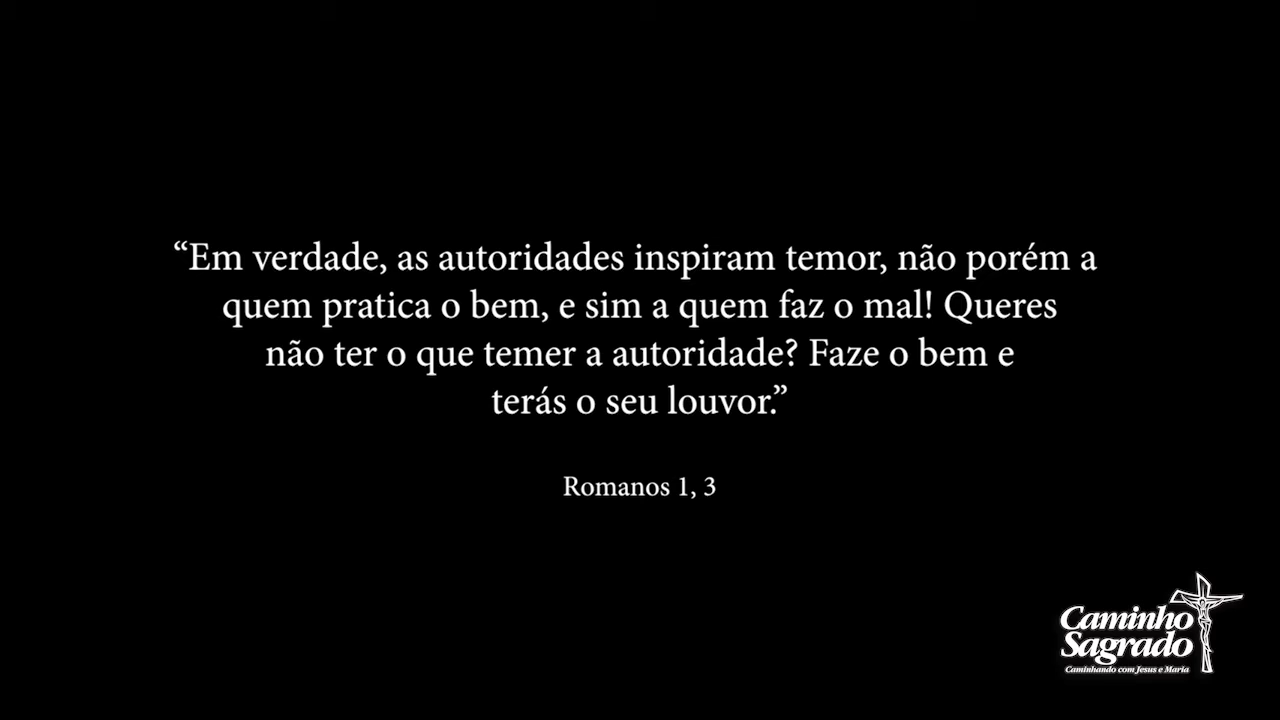 “Em verdade, as autoridades inspiram temor, não porém a
quem pratica o bem, e sim a quem faz o mal! Queres
não ter o que temer a autoridade? Faze o bem e
terás o seu louvor.”
Romanos 1, 3
Caminho
Sagrado
Caminhando com Jesus e Maria